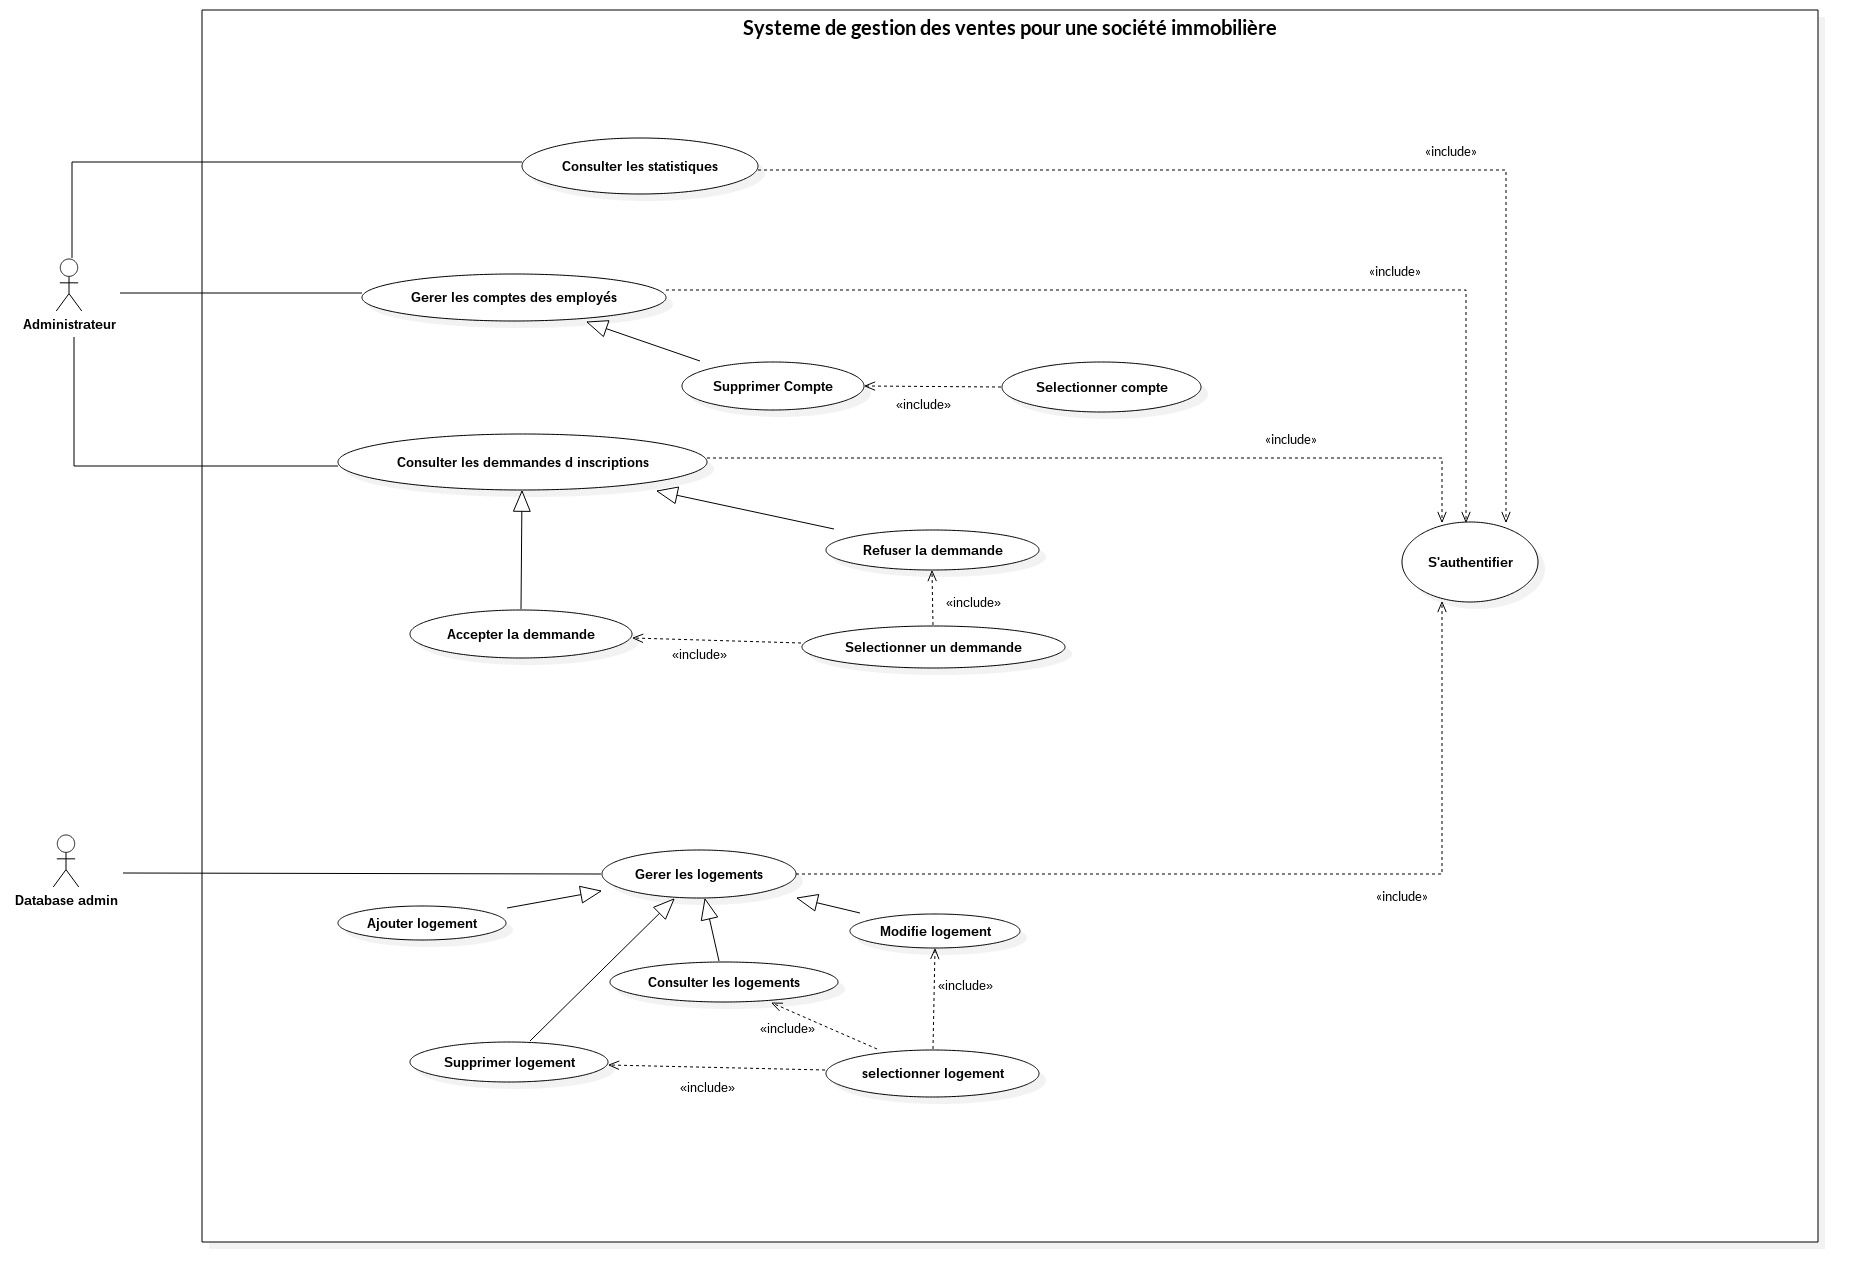 Systeme de gestion des ventes pour une société immobilière
«include»
Consulter les statistiques
«include»
Gerer les comptes des employés
Administrateur
Supprimer Compte
Selectionner compte
«include»
«include»
Consulter les demmandes d inscriptions
Refuser la demmande
S'authentifier
«include»
Accepter la demmande
Selectionner un demmande
«include»
Gerer les logements
Database admin
«include»
Ajouter logement
Modifie logement
Consulter les logements
«include»
«include»
Supprimer logement
selectionner logement
«include»